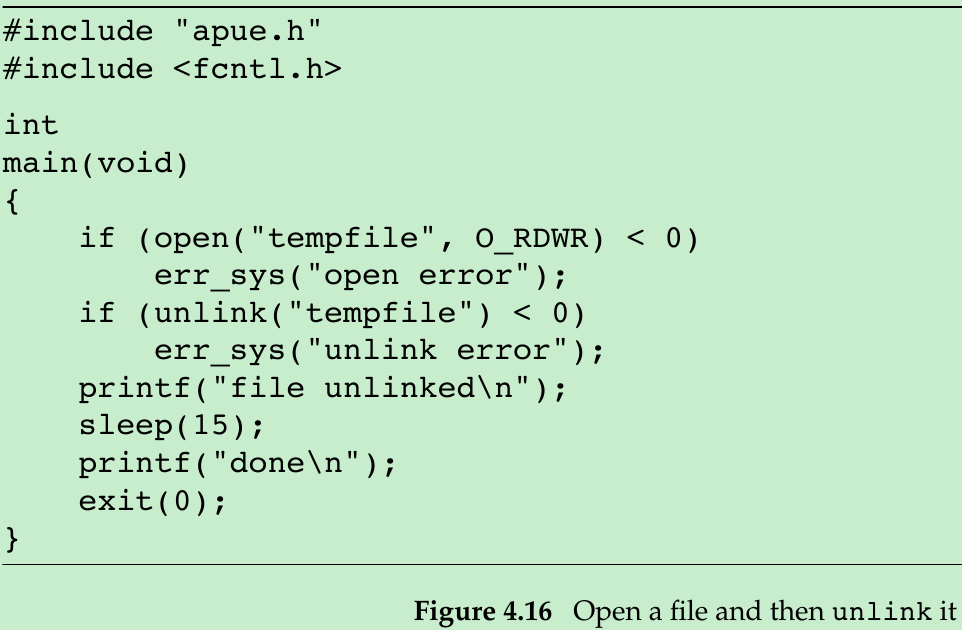 #include "apue.h"
#include <fcntl.h>
int
main(void)
{
    if (open("tempfile", O_RDWR) < 0)
        err_sys("open error");
    if (unlink("tempfile") < 0)
        err_sys("unlink error");
    printf("file unlinked\n");
    sleep(15);
    printf("done\n");
    exit(0);
}
Figure 4.16 Open a file and then unlink it